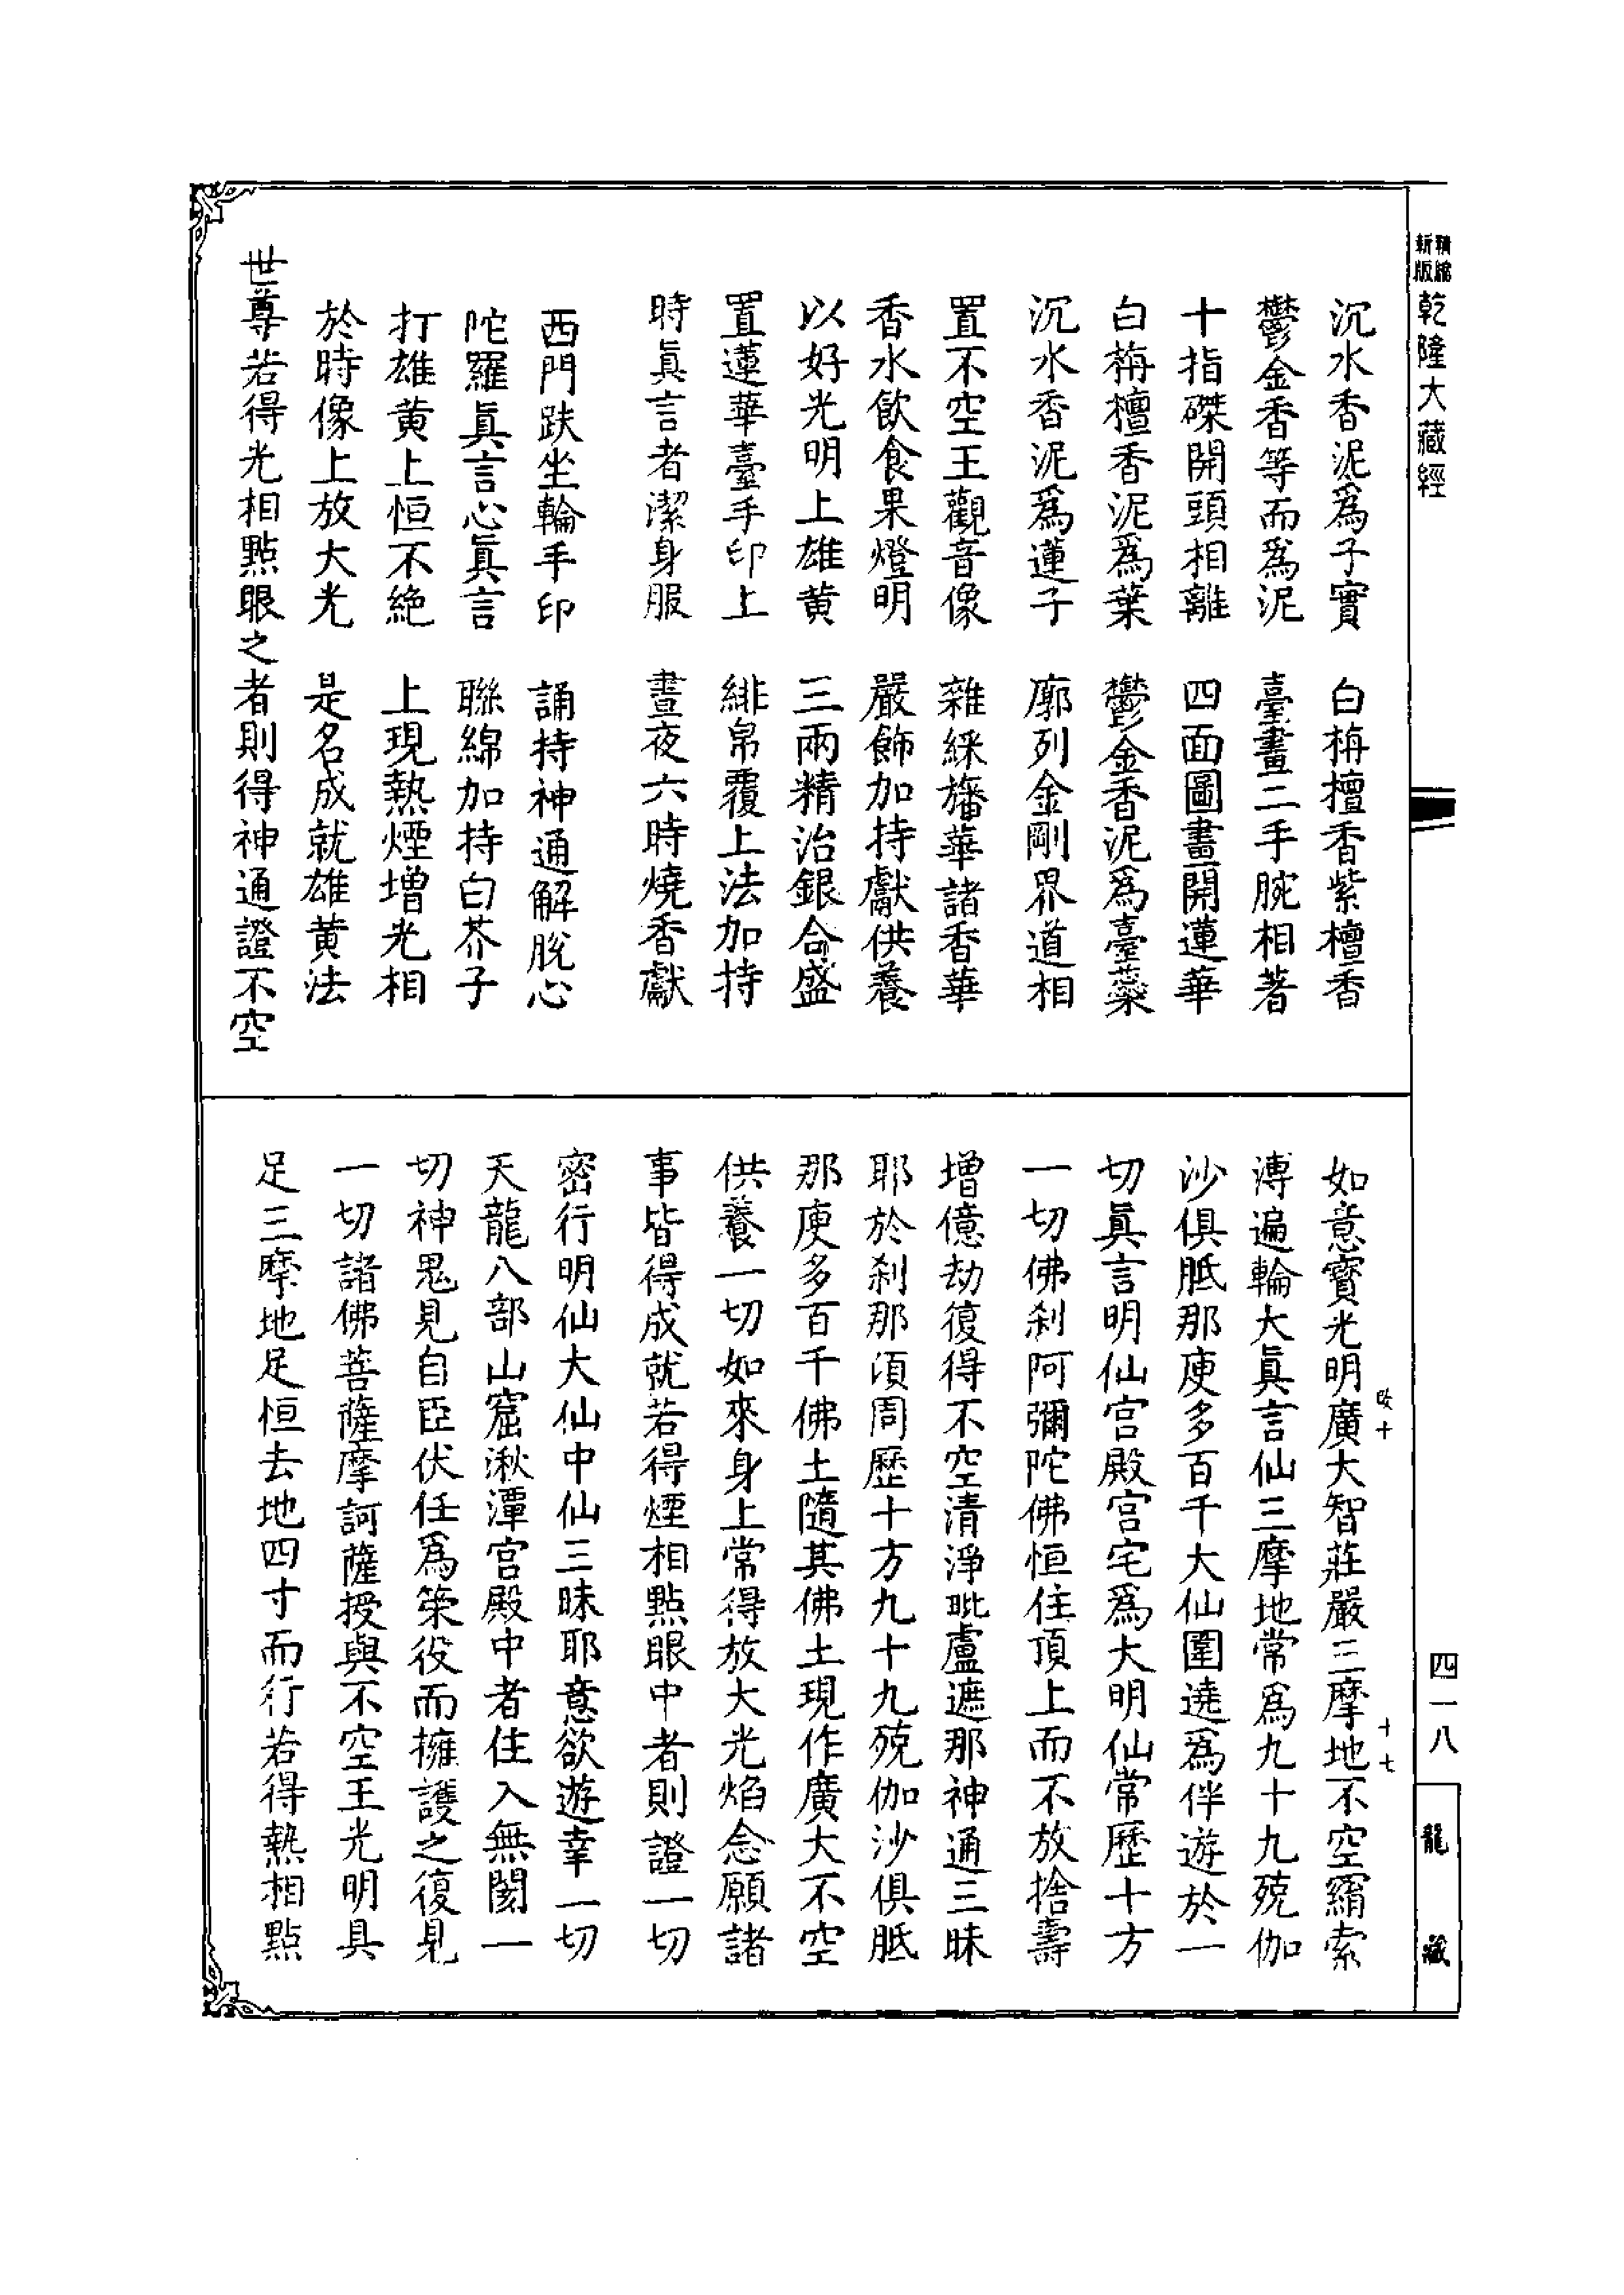 新版精縮
乾隆大藏經
沉水香泥爲子實　白栴檀香紫檀香
鬱金香等而爲泥　臺畫二手腕相著
十指磔開頭相離　四面圖畫開蓮華
白栴檀香泥爲葉　鬱金香泥爲臺蘂
沉水香泥爲蓮子　廓列金剛界道相
置不空王觀音像　雜綵旛華諸香華
香水飲食果燈明　嚴飾加持獻供養
以好光明上雄黄　三兩精治銀合盛
置蓮華臺手印上　緋帛覆上法加持
時眞言者潔身服　晝夜六時燒香獻
西門趺坐輪手印　誦持神通解脫心
陀羅眞言心眞言　聯綿加持白芥子
打雄黄上恒不絶　上現熱煙增光相
於時像上放大光　是名成就雄黄法
世尊若得光相點眼之者則得神通證不空
如意寶光明廣大智莊嚴三摩地不空羂索
溥遍輪大眞言仙三摩地常爲九十九殑伽
沙俱胝那庾多百千大仙圍遶爲伴遊於一
切眞言明仙宮殿宮宅爲大明仙常歷十方
一切佛刹阿彌陀佛恒住頂上而不放捨壽
增億劫復得不空清淨毗盧遮那神通三昧
耶於刹那頃周歷十方九十九殑伽沙俱胝
那庾多百千佛土隨其佛土現作廣大不空
供養一切如來身上常得放大光焰念願諸
事皆得成就若得煙相點眼中者則證一切
密行明仙大仙中仙三昧耶意欲遊幸一切
天龍八部山窟湫潭宮殿中者住入無閡一
切神鬼見自臣伏任爲策役而擁護之復見
一切諸佛菩薩摩訶薩授與不空王光明具
足三摩地足恒去地四寸而行若得熱相點
十
十七
四一八
龍藏